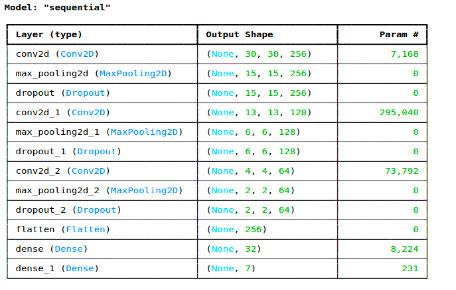 Model: "sequential"
Layer (type) Output Shape Param #
conv2d (Conv2D) (None, 30, 30, 256) 7,168
max_pooling2d (MaxPooling2D) (None, 15, 15, 256) 0
dropout (Dropout) (None, 15, 15, 256) 0
conv2d_1 (Conv2D) (None, 13, 13, 128) 295,040
max_pooling2d_1 (MaxPooling2D) (None, 6, 6, 128) 0
dropout_1 (Dropout) (None, 6, 6, 128) 0
conv2d_2 (Conv2D) (None, 4, 4, 64) 73,792
max_pooling2d_2 (MaxPooling2D) (None, 2, 2, 64) 0
dropout_2 (Dropout) (None, 2, 2, 64) 0
flatten (Flatten) (None, 256) 0
dense (Dense) (None, 32) 8,224
dense_1 (Dense) (None, 7) 231